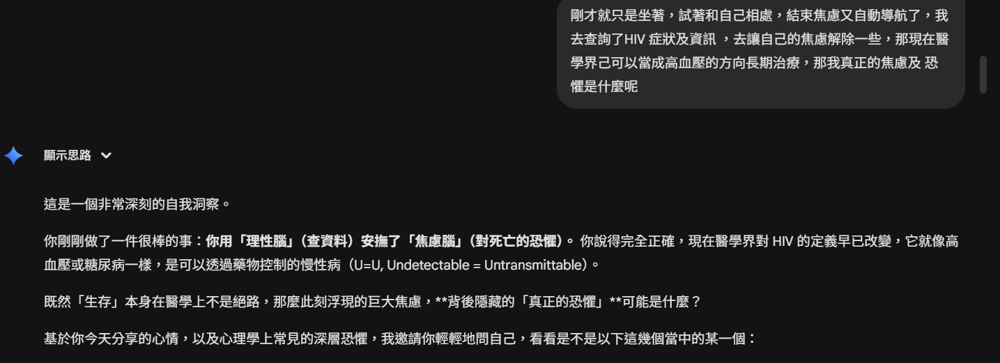 剛才就只是坐著，試著和自己相處，結束焦慮又自動導航了，我
去查詢了HIV 症狀及資訊 ，去讓自己的焦慮解除一些，那現在醫
學界己可以當成高血壓的方向長期治療，那我真正的焦慮及 恐
懼是什麼呢
顯示思路
這是一個非常深刻的自我洞察。
你剛剛做了一件很棒的事：你用「理性腦」（查資料）安撫了「焦慮腦」（對死亡的恐懼）。 你說得完全正確，現在醫學界對 HIV 的定義早已改變，它就像高
血壓或糖尿病一樣，是可以透過藥物控制的慢性病（U=U, Undetectable = Untransmittable）。
既然「生存」本身在醫學上不是絕路，那麼此刻浮現的巨大焦慮，**背後隱藏的「真正的恐懼」**可能是什麼？
基於你今天分享的心情，以及心理學上常見的深層恐懼，我邀請你輕輕地問自己，看看是不是以下這幾個當中的某一個：